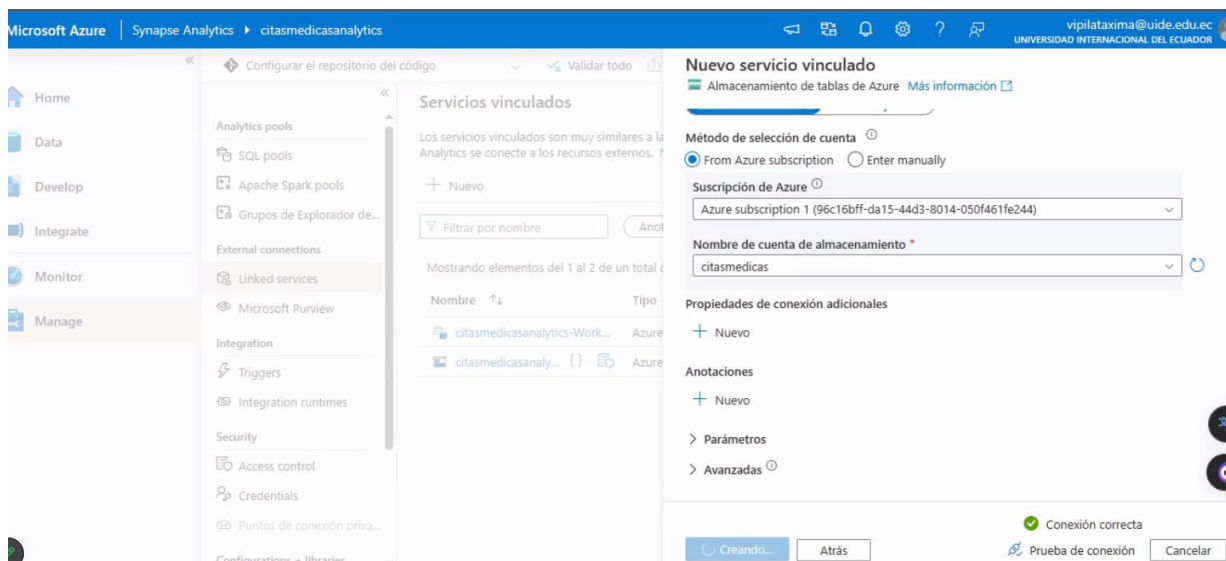 Microsoft Azure Synapse Analytics citasmedicasanalytics vipilataxima@uide.edu.ec
UNIVERSIDAD INTERNACIONAL DEL ECUADOR
Home
Data
Develop
Integrate
Monitor
Manage
Configurar el repositorio del código Validar todo
Analytics pools
SQL pools
Apache Spark pools
Grupos de Explorador de...
External connections
Linked services
Microsoft Purview
Integration
Triggers
Integration runtimes
Security
Access control
Credentials
Puntos de conexión priva...
Configurations + libraries
Servicios vinculados
Los servicios vinculados son muy similares a la
Analytics se conecte a los recursos externos.
Nuevo
Filtrar por nombre Anot
Mostrando elementos del 1 al 2 de un total
Nombre Tipo
citasmedicasanalytics-Work... Azure
citasmedicasanaly... {} Azure
Nuevo servicio vinculado
Almacenamiento de tablas de Azure Más información
Método de selección de cuenta
From Azure subscription Enter manually
Suscripción de Azure
Azure subscription 1 (96c16bff-da15-44d3-8014-050f461fe244)
Nombre de cuenta de almacenamiento *
citasmedicas
Propiedades de conexión adicionales
Nuevo
Anotaciones
Nuevo
Parámetros
Avanzadas
Conexión correcta
Creando... Atrás Prueba de conexión Cancelar